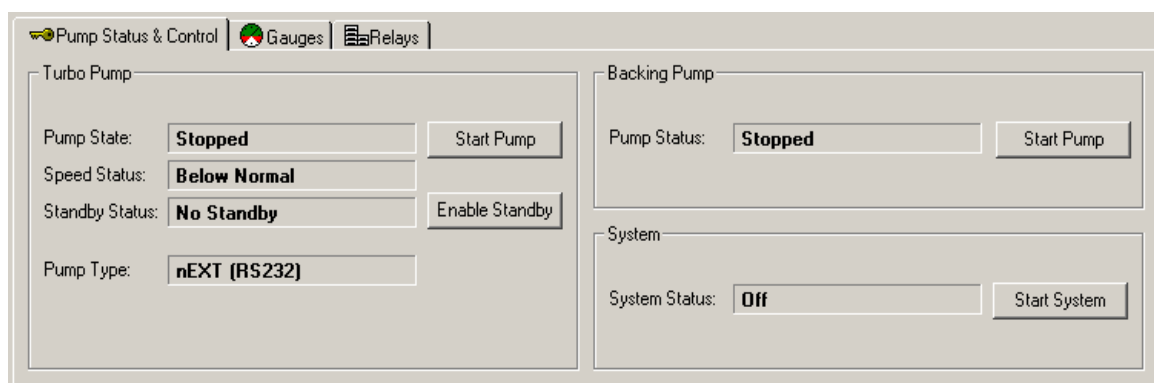 Pump Status & Control Gauges Relays
Turbo Pump
Pump State: Stopped Start Pump
Speed Status: Below Normal
Standby Status: No Standby Enable Standby
Pump Type: nEXT (RS232)
Backing Pump
Pump Status: Stopped Start Pump
System
System Status: Off Start System